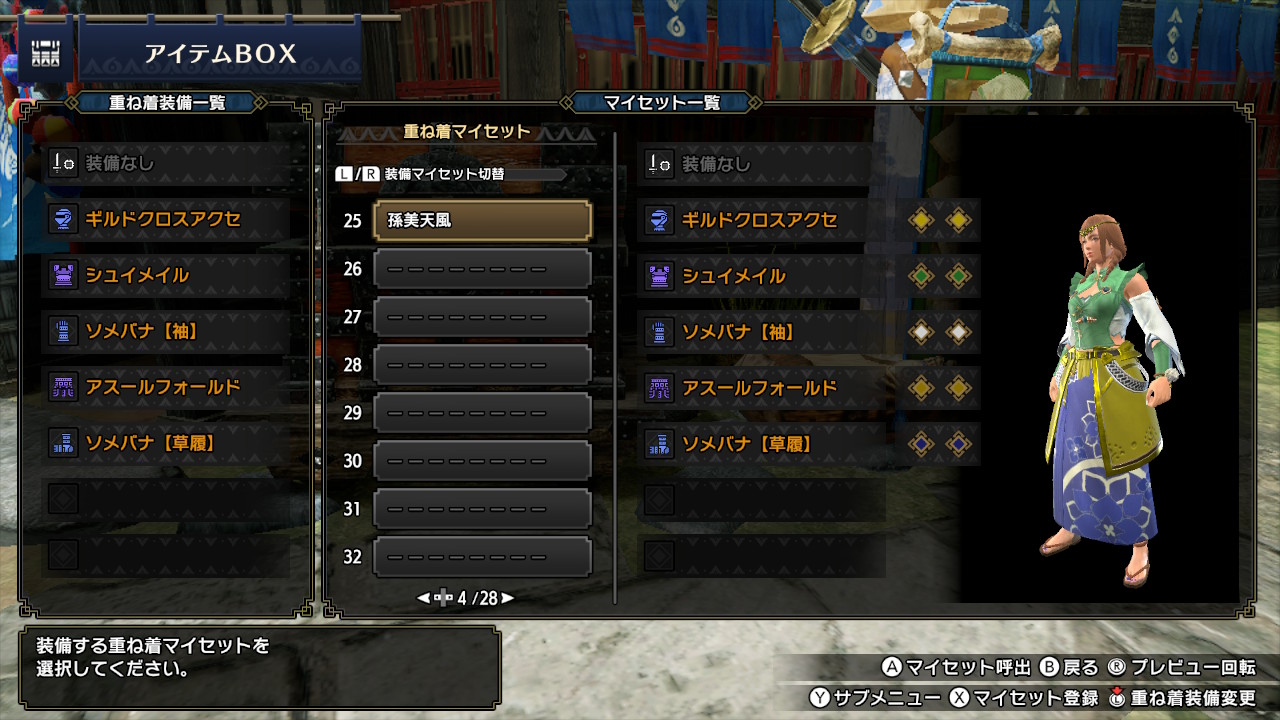 アイテムBOX
重ね着装備一覧
装備なし
ギルドクロスアクセ
シュイメイル
ソメバナ【袖】
アスールフォールド
ソメバナ【草履】
マイセット一覧
重ね着マイセット
L/R 装備マイセット切替
25 孫美天風
26 --------
27 --------
28 --------
29 --------
30 --------
31 --------
32 --------
4/28
装備なし
ギルドクロスアクセ
シュイメイル
ソメバナ【袖】
アスールフォールド
ソメバナ【草履】
装備する重ね着マイセットを
選択してください。
Aマイセット呼出 B戻る Rプレビュー回転
Yサブメニュー Xマイセット登録 L重ね着装備変更